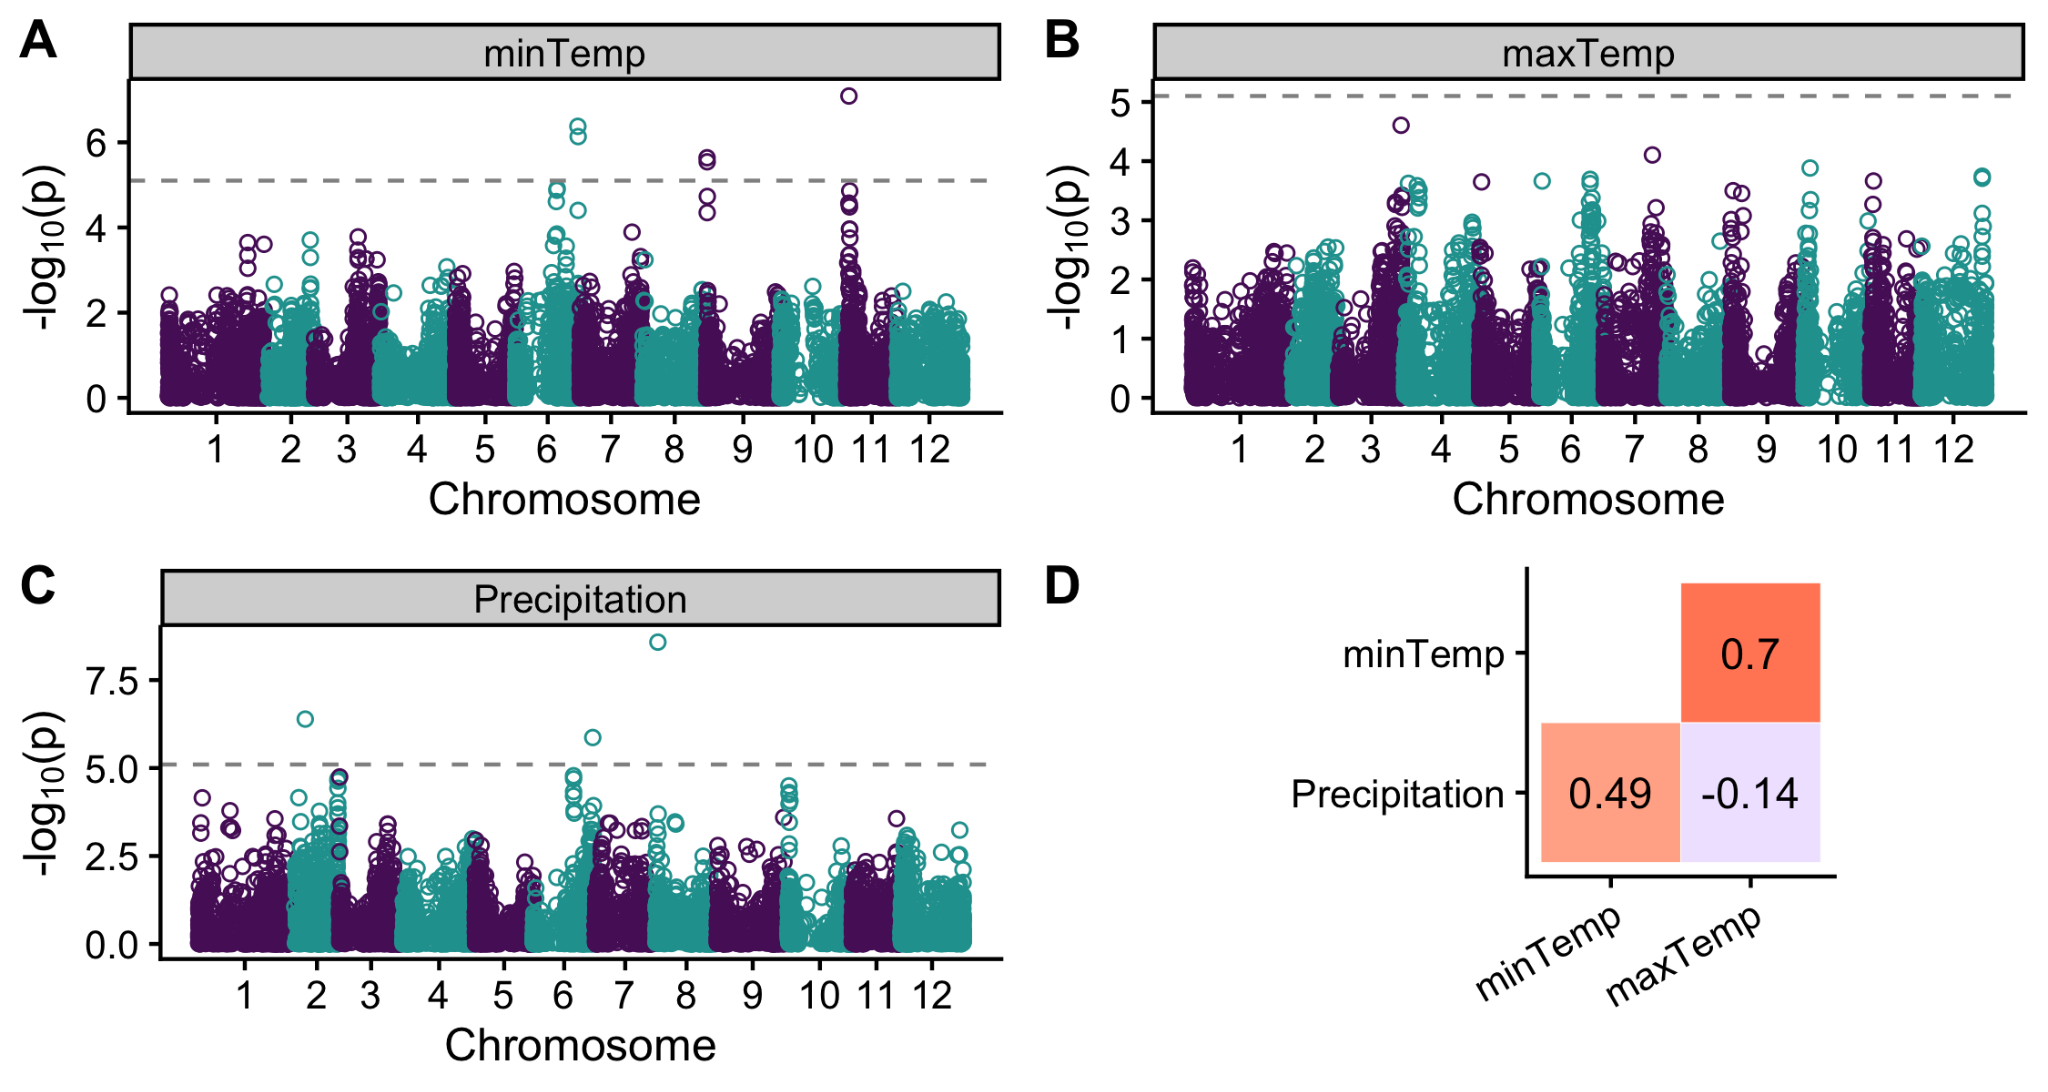 A
minTemp
-log10(p)
6
4
2
0
1 2 3 4 5 6 7 8 9 10 11 12
Chromosome
B
maxTemp
-log10(p)
5
4
3
2
1
0
1 2 3 4 5 6 7 8 9 10 11 12
Chromosome
C
Precipitation
-log10(p)
7.5
5.0
2.5
0.0
1 2 3 4 5 6 7 8 9 10 11 12
Chromosome
D
minTemp 0.7
Precipitation 0.49 -0.14
minTemp maxTemp